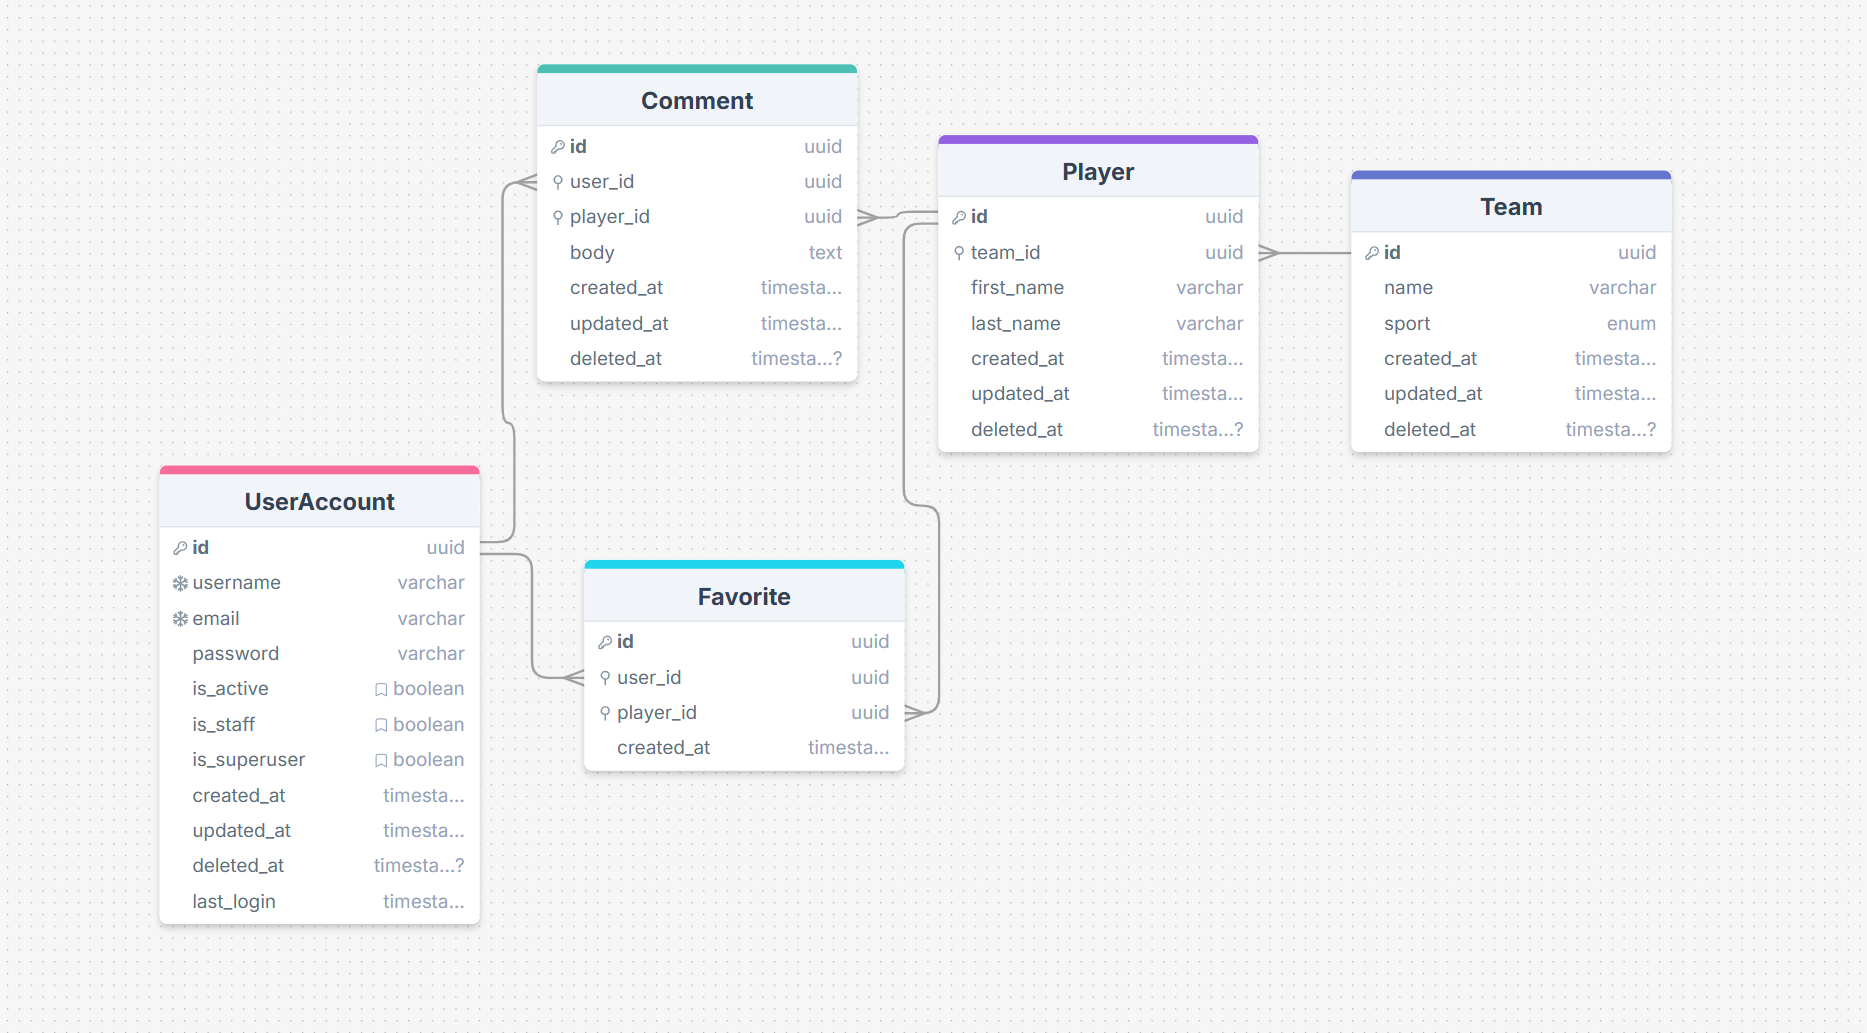 Comment
id uuid
user_id uuid
player_id uuid
body text
created_at timesta...
updated_at timesta...
deleted_at timesta...?
Player
id uuid
team_id uuid
first_name varchar
last_name varchar
created_at timesta...
updated_at timesta...
deleted_at timesta...?
Team
id uuid
name varchar
sport enum
created_at timesta...
updated_at timesta...
deleted_at timesta...?
UserAccount
id uuid
username varchar
email varchar
password varchar
is_active boolean
is_staff boolean
is_superuser boolean
created_at timesta...
updated_at timesta...
deleted_at timesta...?
last_login timesta...
Favorite
id uuid
user_id uuid
player_id uuid
created_at timesta...